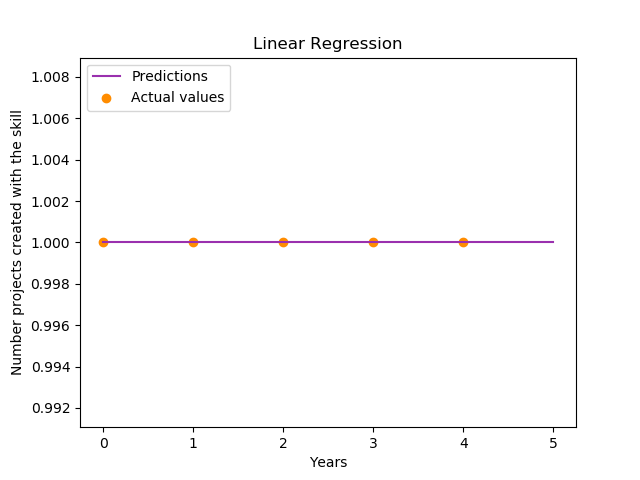 Linear Regression
Predictions
Actual values
Number projects created with the skill
1.008
1.006
1.004
1.002
1.000
0.998
0.996
0.994
0.992
0 1 2 3 4 5
Years